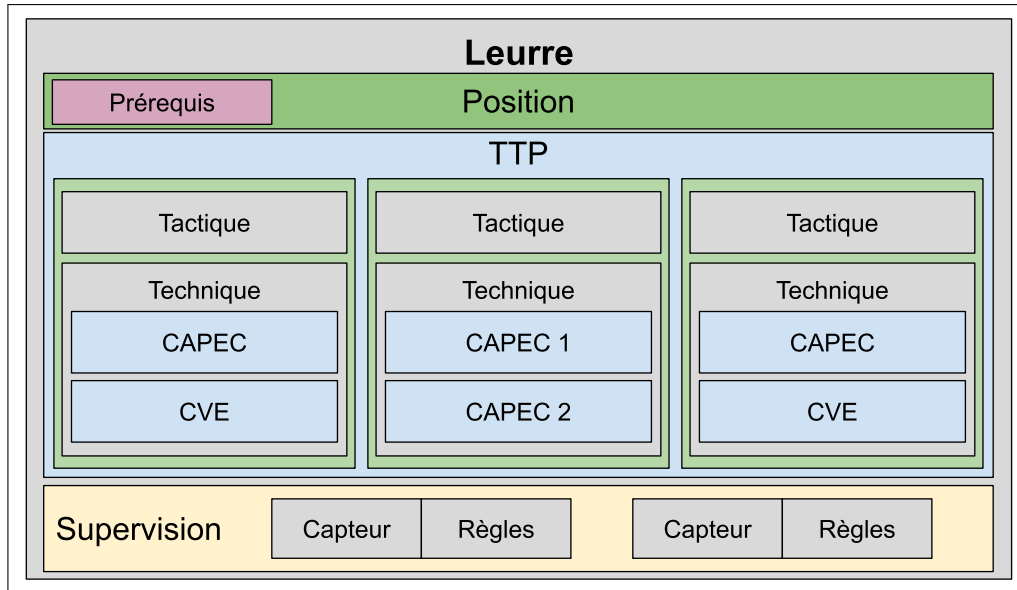 Leurre
Prérequis
Position
TTP
Tactique
Tactique
Tactique
Technique
Technique
Technique
CAPEC
CAPEC 1
CAPEC
CVE
CAPEC 2
CVE
Supervision
Capteur
Règles
Capteur
Règles